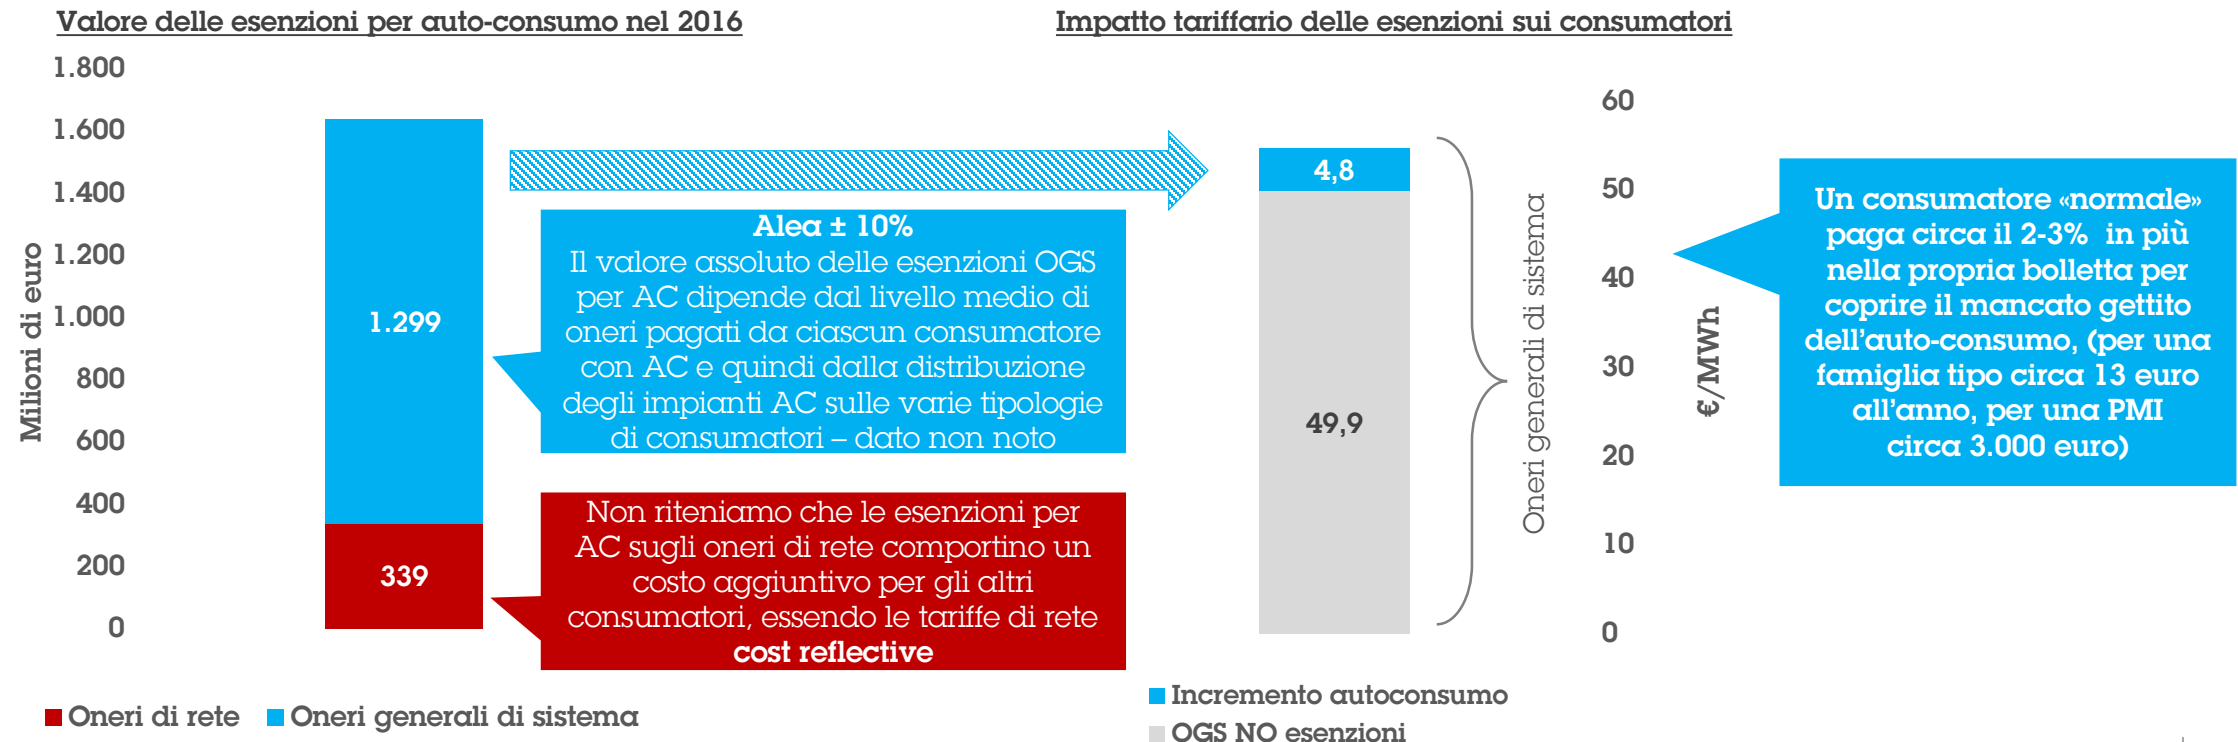 Valore delle esenzioni per auto-consumo nel 2016
1.800
1.600
1.400
1.200
1.000
800
600
400
200
0
Milioni di euro
1.299
339
Alea ± 10%
Il valore assoluto delle esenzioni OGS
per AC dipende dal livello medio di
oneri pagati da ciascun consumatore
con AC e quindi dalla distribuzione
degli impianti AC sulle varie tipologie
di consumatori – dato non noto
Non riteniamo che le esenzioni per
AC sugli oneri di rete comportino un
costo aggiuntivo per gli altri
consumatori, essendo le tariffe di rete
cost reflective
Oneri di rete
Oneri generali di sistema
Impatto tariffario delle esenzioni sui consumatori
4,8
49,9
Oneri generali di sistema
60
50
40
30
20
10
0
€/MWh
Un consumatore «normale»
paga circa il 2-3% in più
nella propria bolletta per
coprire il mancato gettito
dell'auto-consumo, (per una
famiglia tipo circa 13 euro
all'anno, per una PMI
circa 3.000 euro)
Incremento autoconsumo
OGS NO esenzioni